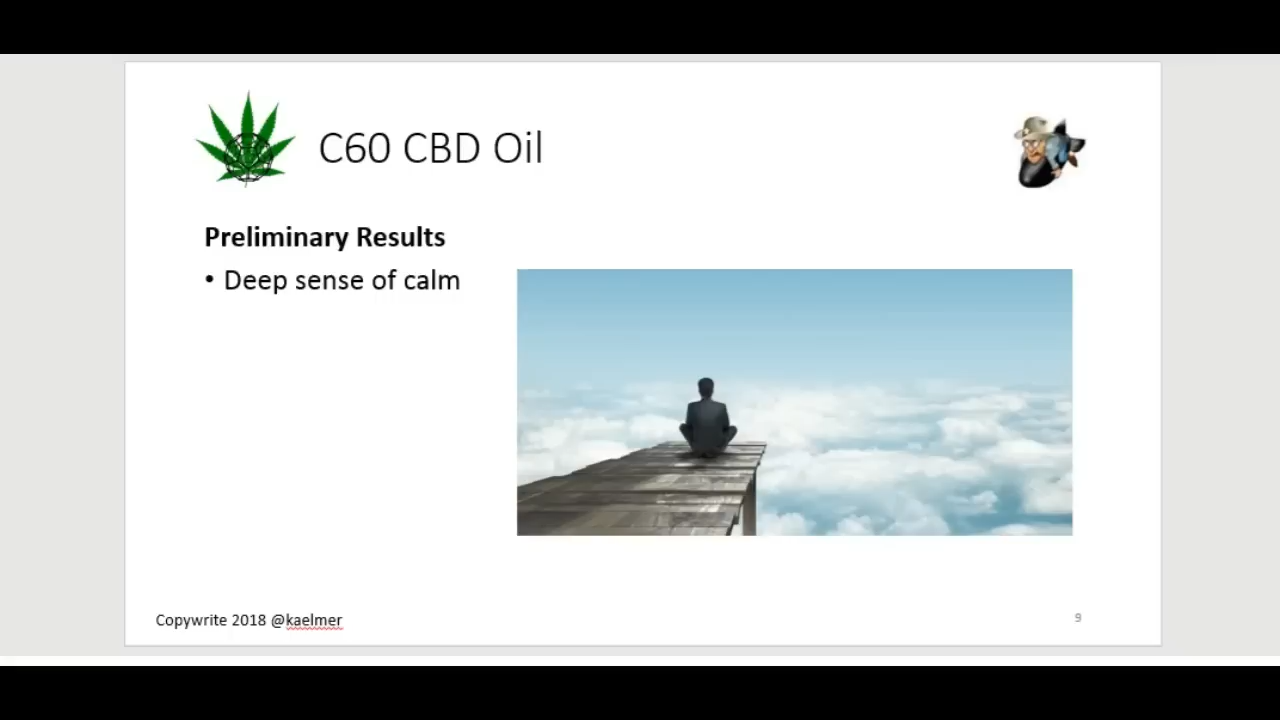 C60 CBD Oil
Preliminary Results
• Deep sense of calm
Copywrite 2018 @kaelmer
9